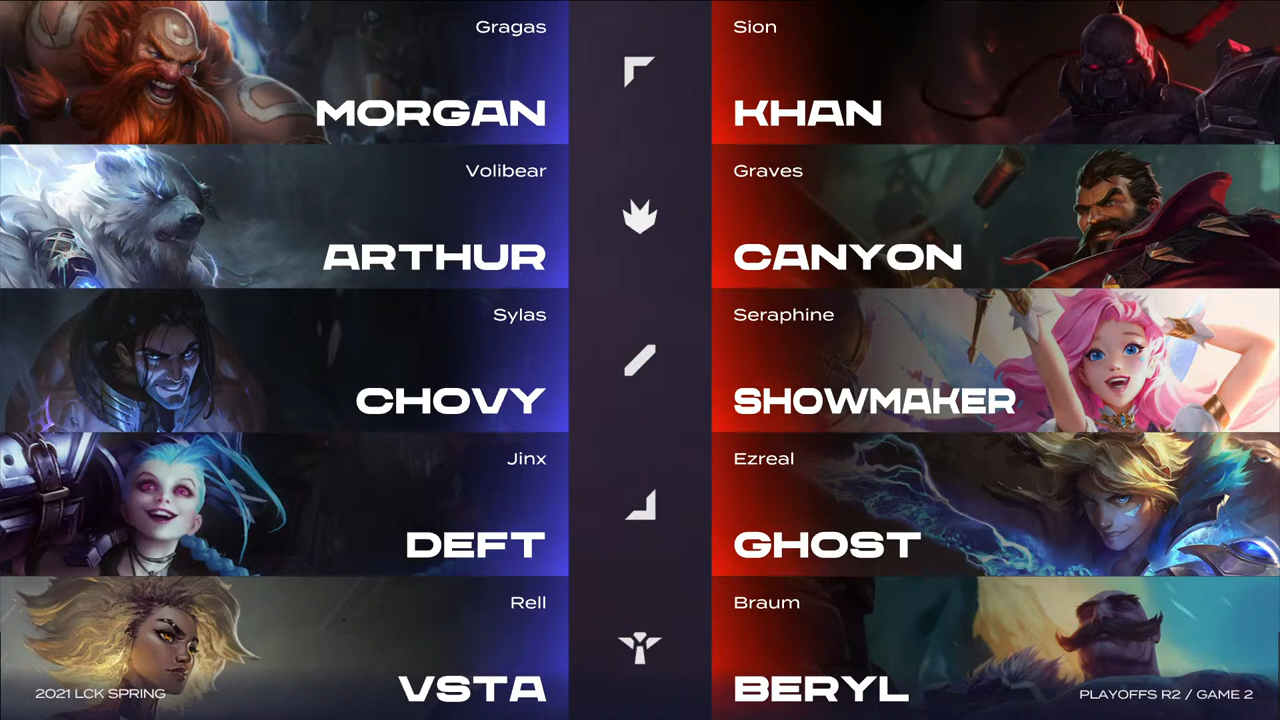 Gragas
MORGAN
Sion
KHAN
Volibear
ARTHUR
Graves
CANYON
Sylas
CHOVY
Seraphine
SHOWMAKER
Jinx
DEFT
Ezreal
GHOST
Rell
VSTA
Braum
BERYL
2021 LCK SPRING
PLAYOFFS R2 / GAME 2